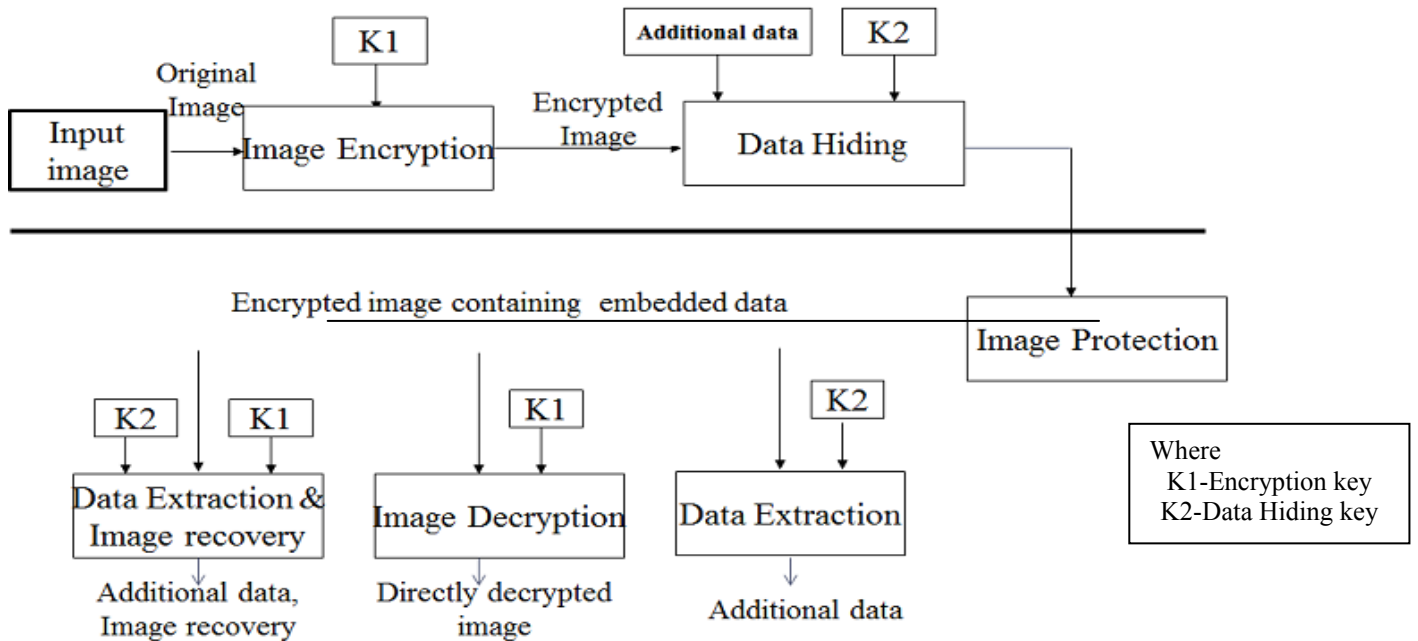 K1
Additional data
K2
Original
Image
Encrypted
Image
Input
image
Image Encryption
Data Hiding
Encrypted image containing embedded data
Image Protection
K2
K1
K1
K2
Where
K1-Encryption key
K2-Data Hiding key
Data Extraction &
Image recovery
Image Decryption
Data Extraction
Additional data,
Image recovery
Directly decrypted
image
Additional data